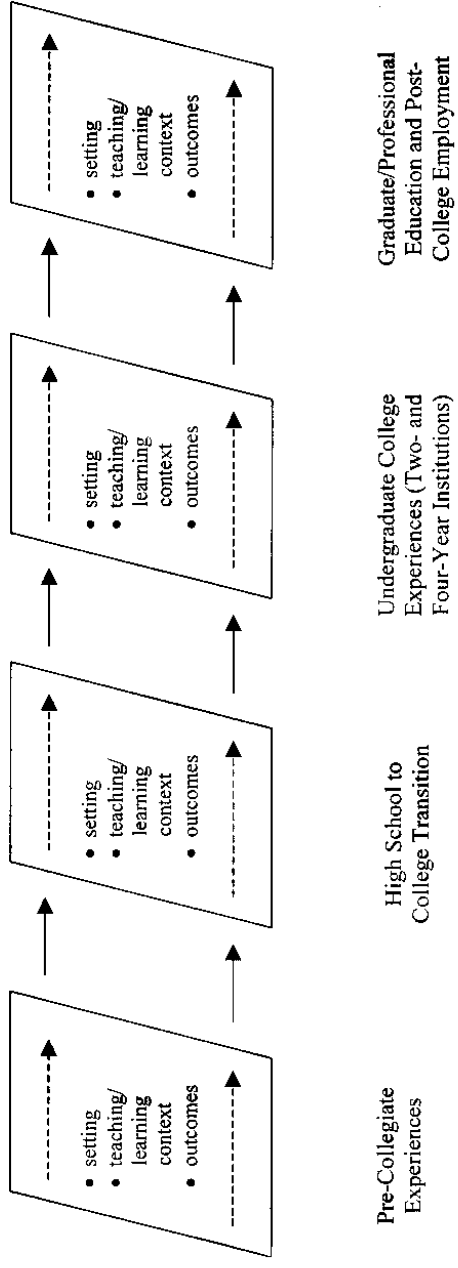 setting
teaching/
learning
context
outcomes
Pre-Collegiate
Experiences
setting
teaching/
learning
context
outcomes
High School to
College Transition
setting
teaching/
learning
context
outcomes
Undergraduate College
Experiences (Two- and
Four-Year Institutions)
setting
teaching/
learning
context
outcomes
Graduate/Professional
Education and Post-
College Employment